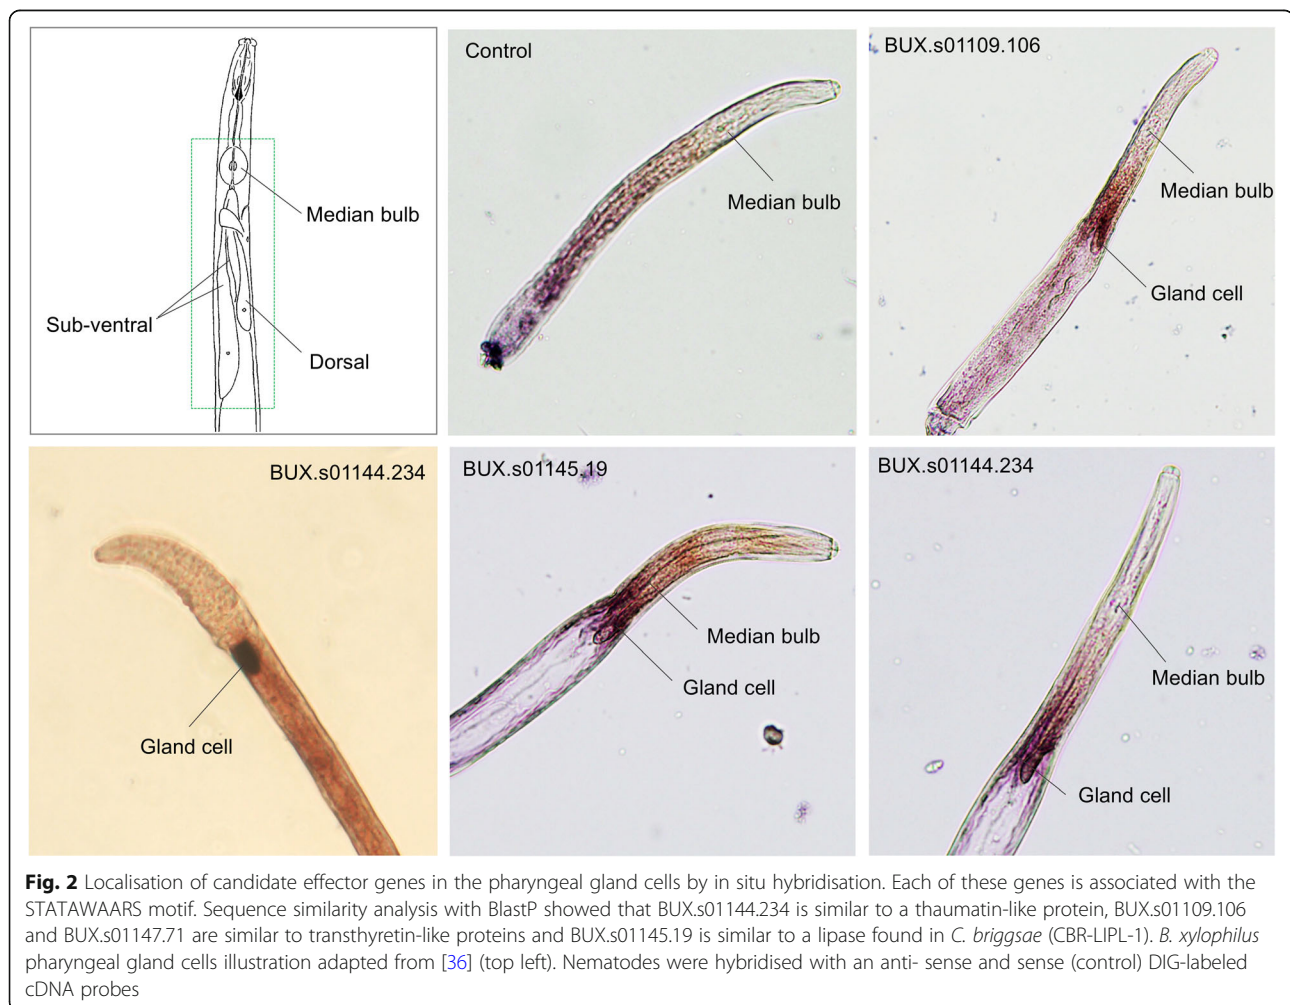 Control
BUX.s01109.106
Median bulb
Median bulb
Median bulb
Gland cell
Sub-ventral
Dorsal
BUX.s01144.234
BUX.s01145.19
BUX.s01144.234
Median bulb
Median bulb
Gland cell
Gland cell
Gland cell
Fig. 2 Localisation of candidate effector genes in the pharyngeal gland cells by in situ hybridisation. Each of these genes is associated with the
STATAWAARS motif. Sequence similarity analysis with BlastP showed that BUX.s01144.234 is similar to a thaumatin-like protein, BUX.s01109.106
and BUX.s01147.71 are similar to transthyretin-like proteins and BUX.s01145.19 is similar to a lipase found in C. briggsae (CBR-LIPL-1). B. xylophilus
pharyngeal gland cells illustration adapted from [36] (top left). Nematodes were hybridised with an anti- sense and sense (control) DIG-labeled
cDNA probes